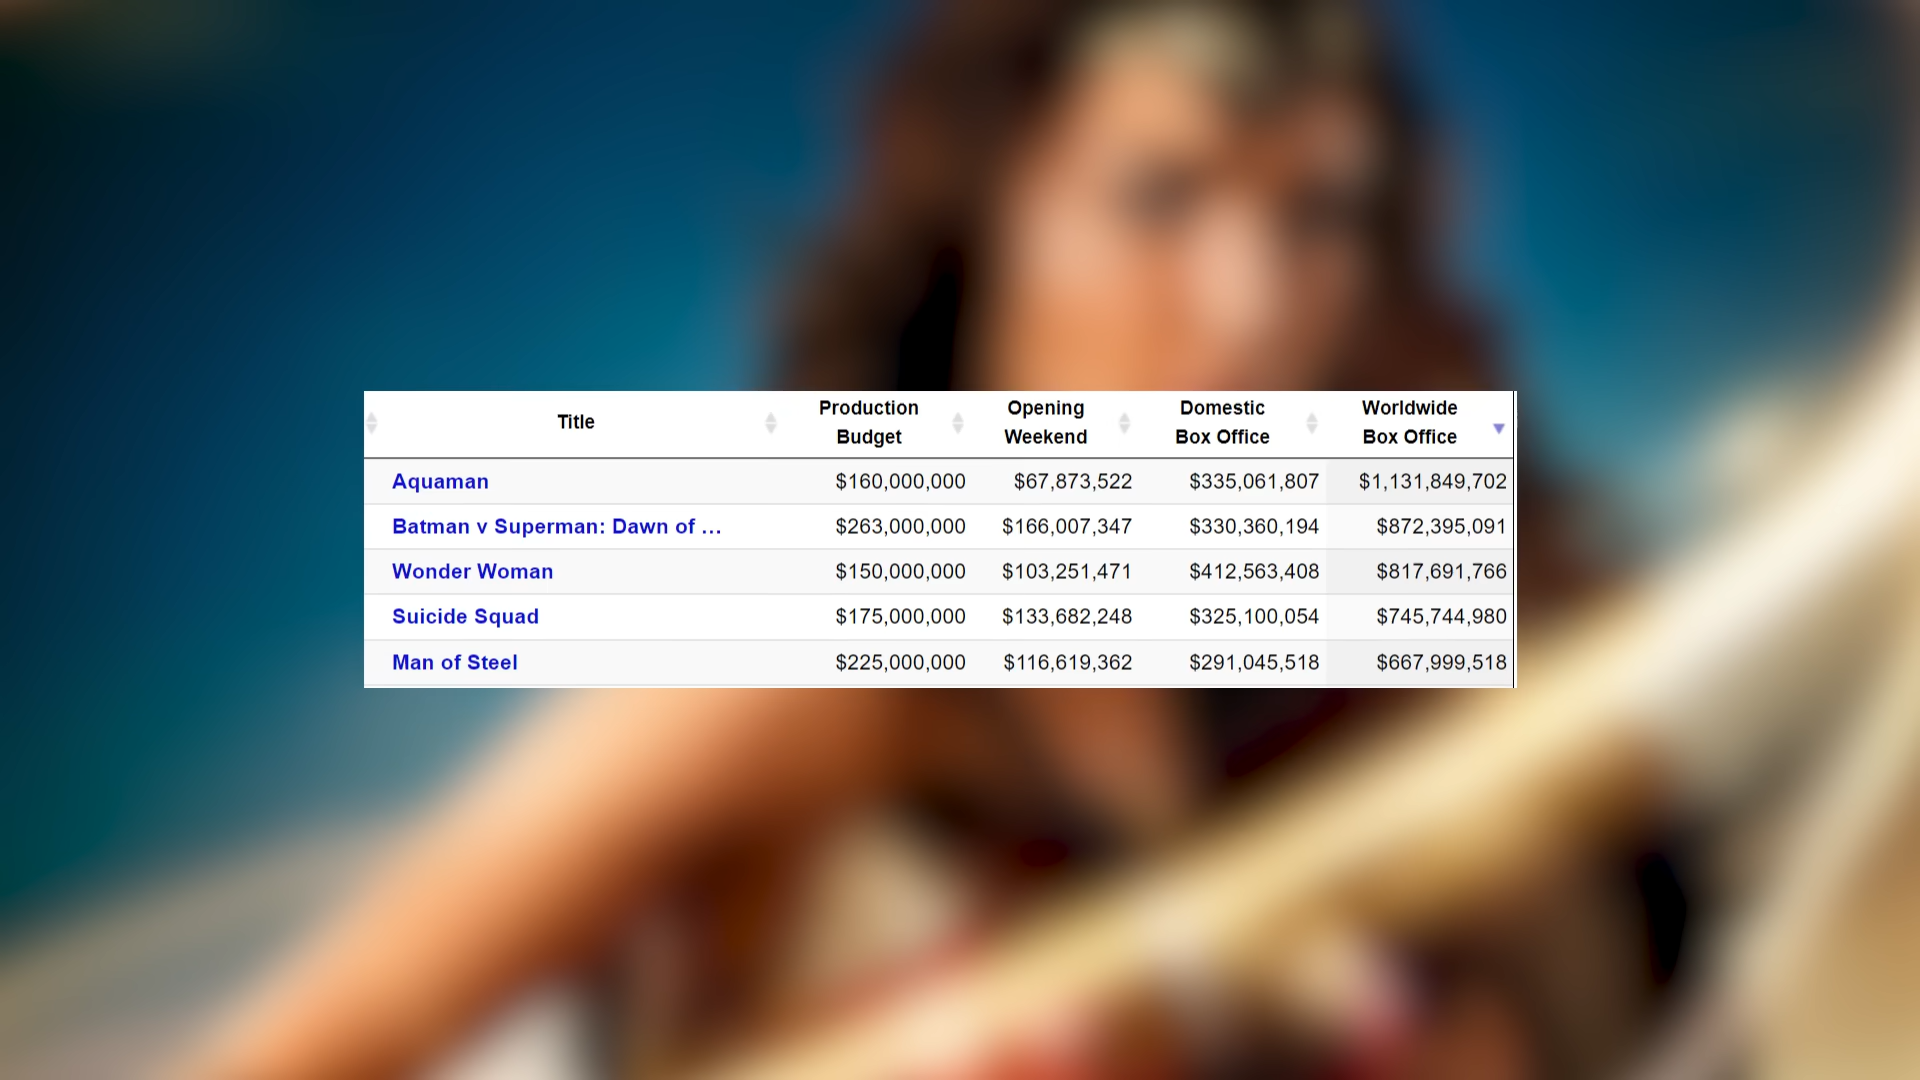 Title Production Budget Opening Weekend Domestic Box Office Worldwide Box Office
Aquaman $160,000,000 $67,873,522 $335,061,807 $1,131,849,702
Batman v Superman: Dawn of ... $263,000,000 $166,007,347 $330,360,194 $872,395,091
Wonder Woman $150,000,000 $103,251,471 $412,563,408 $817,691,766
Suicide Squad $175,000,000 $133,682,248 $325,100,054 $745,744,980
Man of Steel $225,000,000 $116,619,362 $291,045,518 $667,999,518